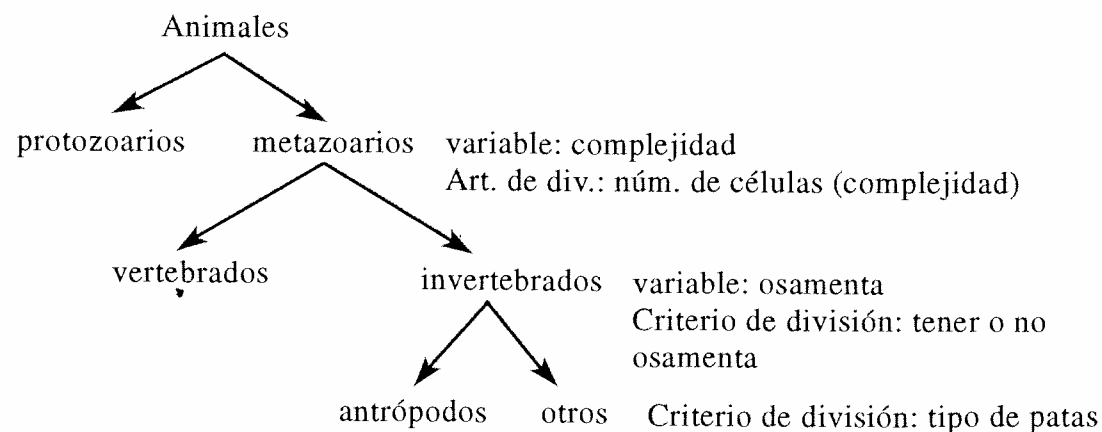 Animales
protozoarios metazoarios variable: complejidad
Art. de div.: núm. de células (complejidad)
vertebrados invertebrados variable: osamenta
Criterio de división: tener o no
osamenta
antrópodos otros Criterio de división: tipo de patas